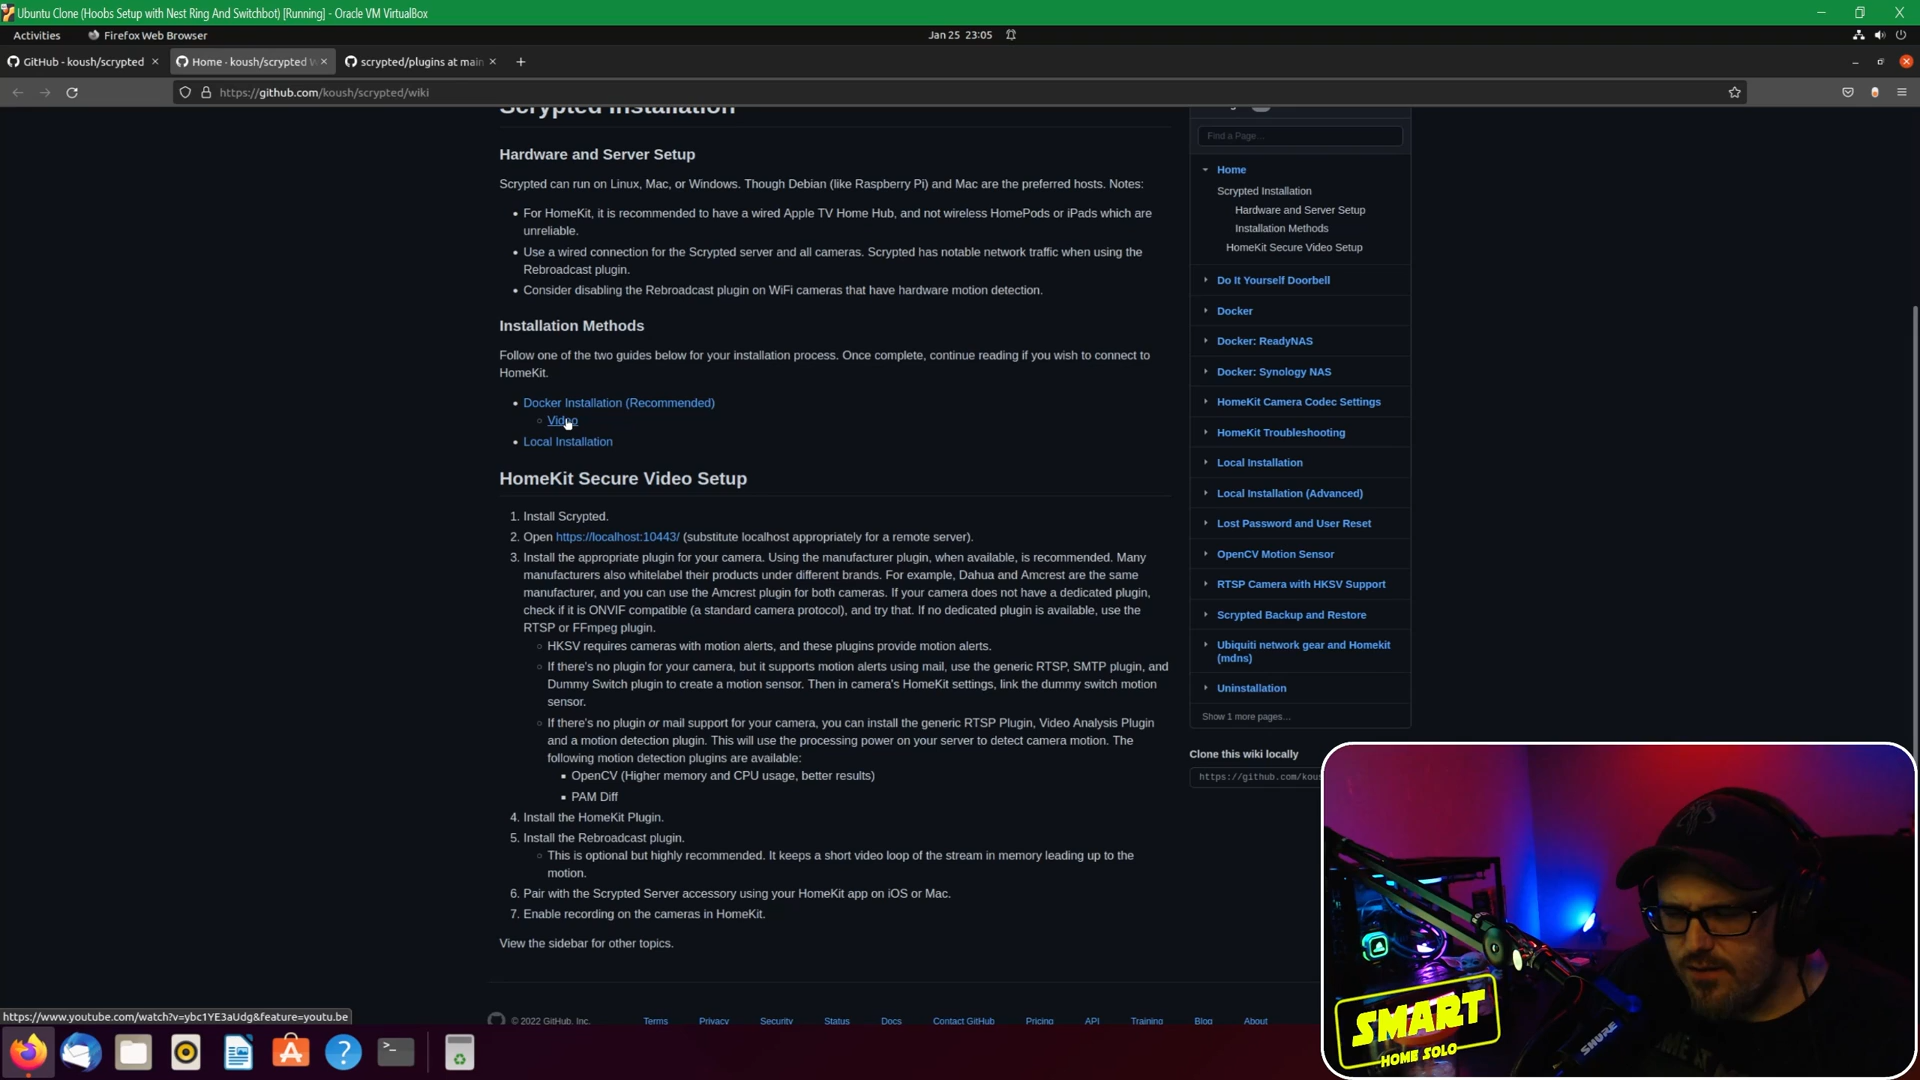 Ubuntu Clone (Hoobs Setup with Nest Ring And Switchbot) [Running] - Oracle VM VirtualBox
Activities
Firefox Web Browser
Jan 25 23:05
GitHub - koush/scrypted
Home · koush/scrypted W
scrypted/plugins at main
https://github.com/koush/scrypted/wiki
Scrypted Installation
Hardware and Server Setup
Scrypted can run on Linux, Mac, or Windows. Though Debian (like Raspberry Pi) and Mac are the preferred hosts. Notes:
For HomeKit, it is recommended to have a wired Apple TV Home Hub, and not wireless HomePods or iPads which are
unreliable.
Use a wired connection for the Scrypted server and all cameras. Scrypted has notable network traffic when using the
Rebroadcast plugin.
Consider disabling the Rebroadcast plugin on WiFi cameras that have hardware motion detection.
Installation Methods
Follow one of the two guides below for your installation process. Once complete, continue reading if you wish to connect to
HomeKit.
Docker Installation (Recommended)
Video
Local Installation
HomeKit Secure Video Setup
1. Install Scrypted.
2. Open https://localhost:10443/ (substitute localhost appropriately for a remote server).
3. Install the appropriate plugin for your camera. Using the manufacturer plugin, when available, is recommended. Many
manufacturers also whitelabel their products under different brands. For example, Dahua and Amcrest are the same
manufacturer, and you can use the Amcrest plugin for both cameras. If your camera does not have a dedicated plugin,
check if it is ONVIF compatible (a standard camera protocol), and try that. If no dedicated plugin is available, use the
RTSP or FFmpeg plugin.
HKSV requires cameras with motion alerts, and these plugins provide motion alerts.
If there's no plugin for your camera, but it supports motion alerts using mail, use the generic RTSP, SMTP plugin, and
Dummy Switch plugin to create a motion sensor. Then in camera's HomeKit settings, link the dummy switch motion
sensor.
If there's no plugin or mail support for your camera, you can install the generic RTSP Plugin, Video Analysis Plugin
and a motion detection plugin. This will use the processing power on your server to detect camera motion. The
following motion detection plugins are available:
OpenCV (Higher memory and CPU usage, better results)
PAM Diff
4. Install the HomeKit Plugin.
5. Install the Rebroadcast plugin.
This is optional but highly recommended. It keeps a short video loop of the stream in memory leading up to the
motion.
6. Pair with the Scrypted Server accessory using your HomeKit app on iOS or Mac.
7. Enable recording on the cameras in HomeKit.
View the sidebar for other topics.
Find a Page...
Home
Scrypted Installation
Hardware and Server Setup
Installation Methods
HomeKit Secure Video Setup
Do It Yourself Doorbell
Docker
Docker: ReadyNAS
Docker: Synology NAS
HomeKit Camera Codec Settings
HomeKit Troubleshooting
Local Installation
Local Installation (Advanced)
Lost Password and User Reset
OpenCV Motion Sensor
RTSP Camera with HKSV Support
Scrypted Backup and Restore
Ubiquiti network gear and Homekit
(mdns)
Uninstallation
Show 1 more pages...
Clone this wiki locally
https://github.com/kous
© 2022 GitHub, Inc.
Terms
Privacy
Security
Status
Docs
Contact GitHub
Pricing
API
Training
Blog
About
https://www.youtube.com/watch?v=ybc1YE3aUdg&feature=youtu.be
SMART
HOME SOLO
SHURE